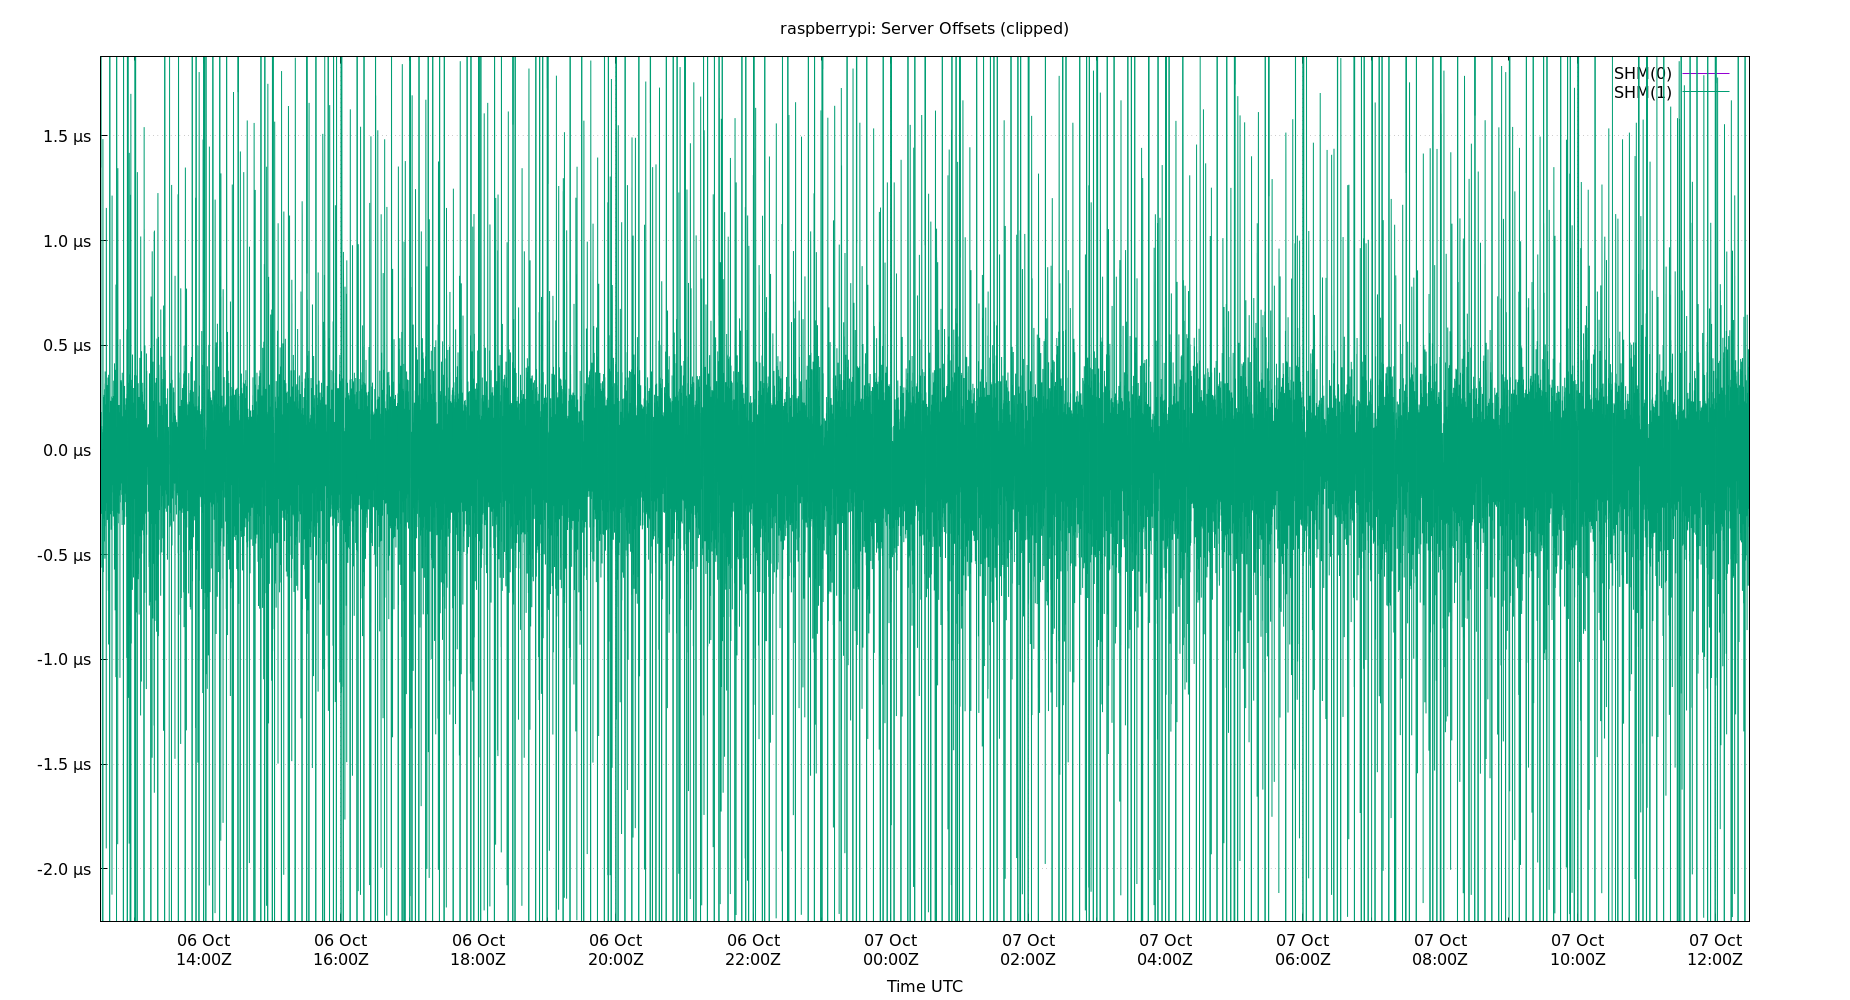 raspberrypi: Server Offsets (clipped)
SHM(0)
SHM(1)
1.5 µs
1.0 µs
0.5 µs
0.0 µs
-0.5 µs
-1.0 µs
-1.5 µs
-2.0 µs
06 Oct 06 Oct 06 Oct 06 Oct 06 Oct 07 Oct 07 Oct 07 Oct 07 Oct 07 Oct 07 Oct 07 Oct
14:00Z 16:00Z 18:00Z 20:00Z 22:00Z 00:00Z 02:00Z 04:00Z 06:00Z 08:00Z 10:00Z 12:00Z
Time UTC